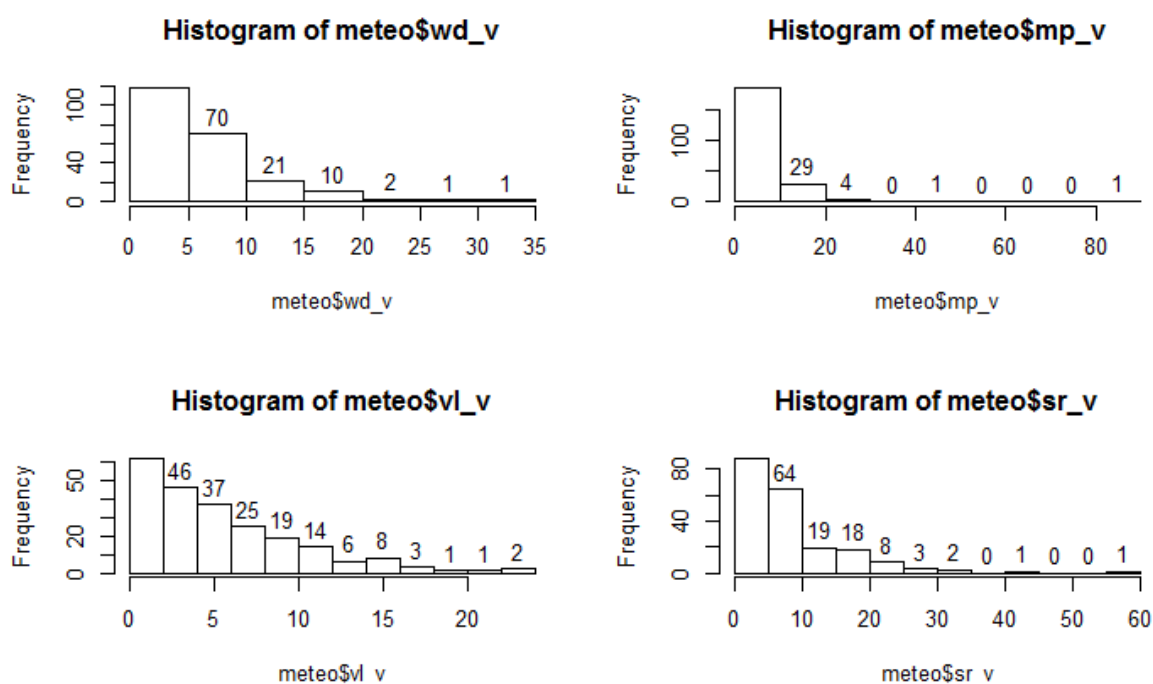 Histogram of meteo$wd_v
Frequency
0 40 100
70 21 10 2 1 1
0 5 10 15 20 25 30 35
meteo$wd_v
Histogram of meteo$mp_v
Frequency
0 100
29 4 0 1 0 0 0 1
0 20 40 60 80
meteo$mp_v
Histogram of meteo$vl_v
Frequency
0 20 50
46 37 25 19 14 6 8 3 1 1 2
0 5 10 15 20
meteo$vl_v
Histogram of meteo$sr_v
Frequency
0 40 80
64 19 18 8 3 2 0 1 0 0 1
0 10 20 30 40 50 60
meteo$sr_v